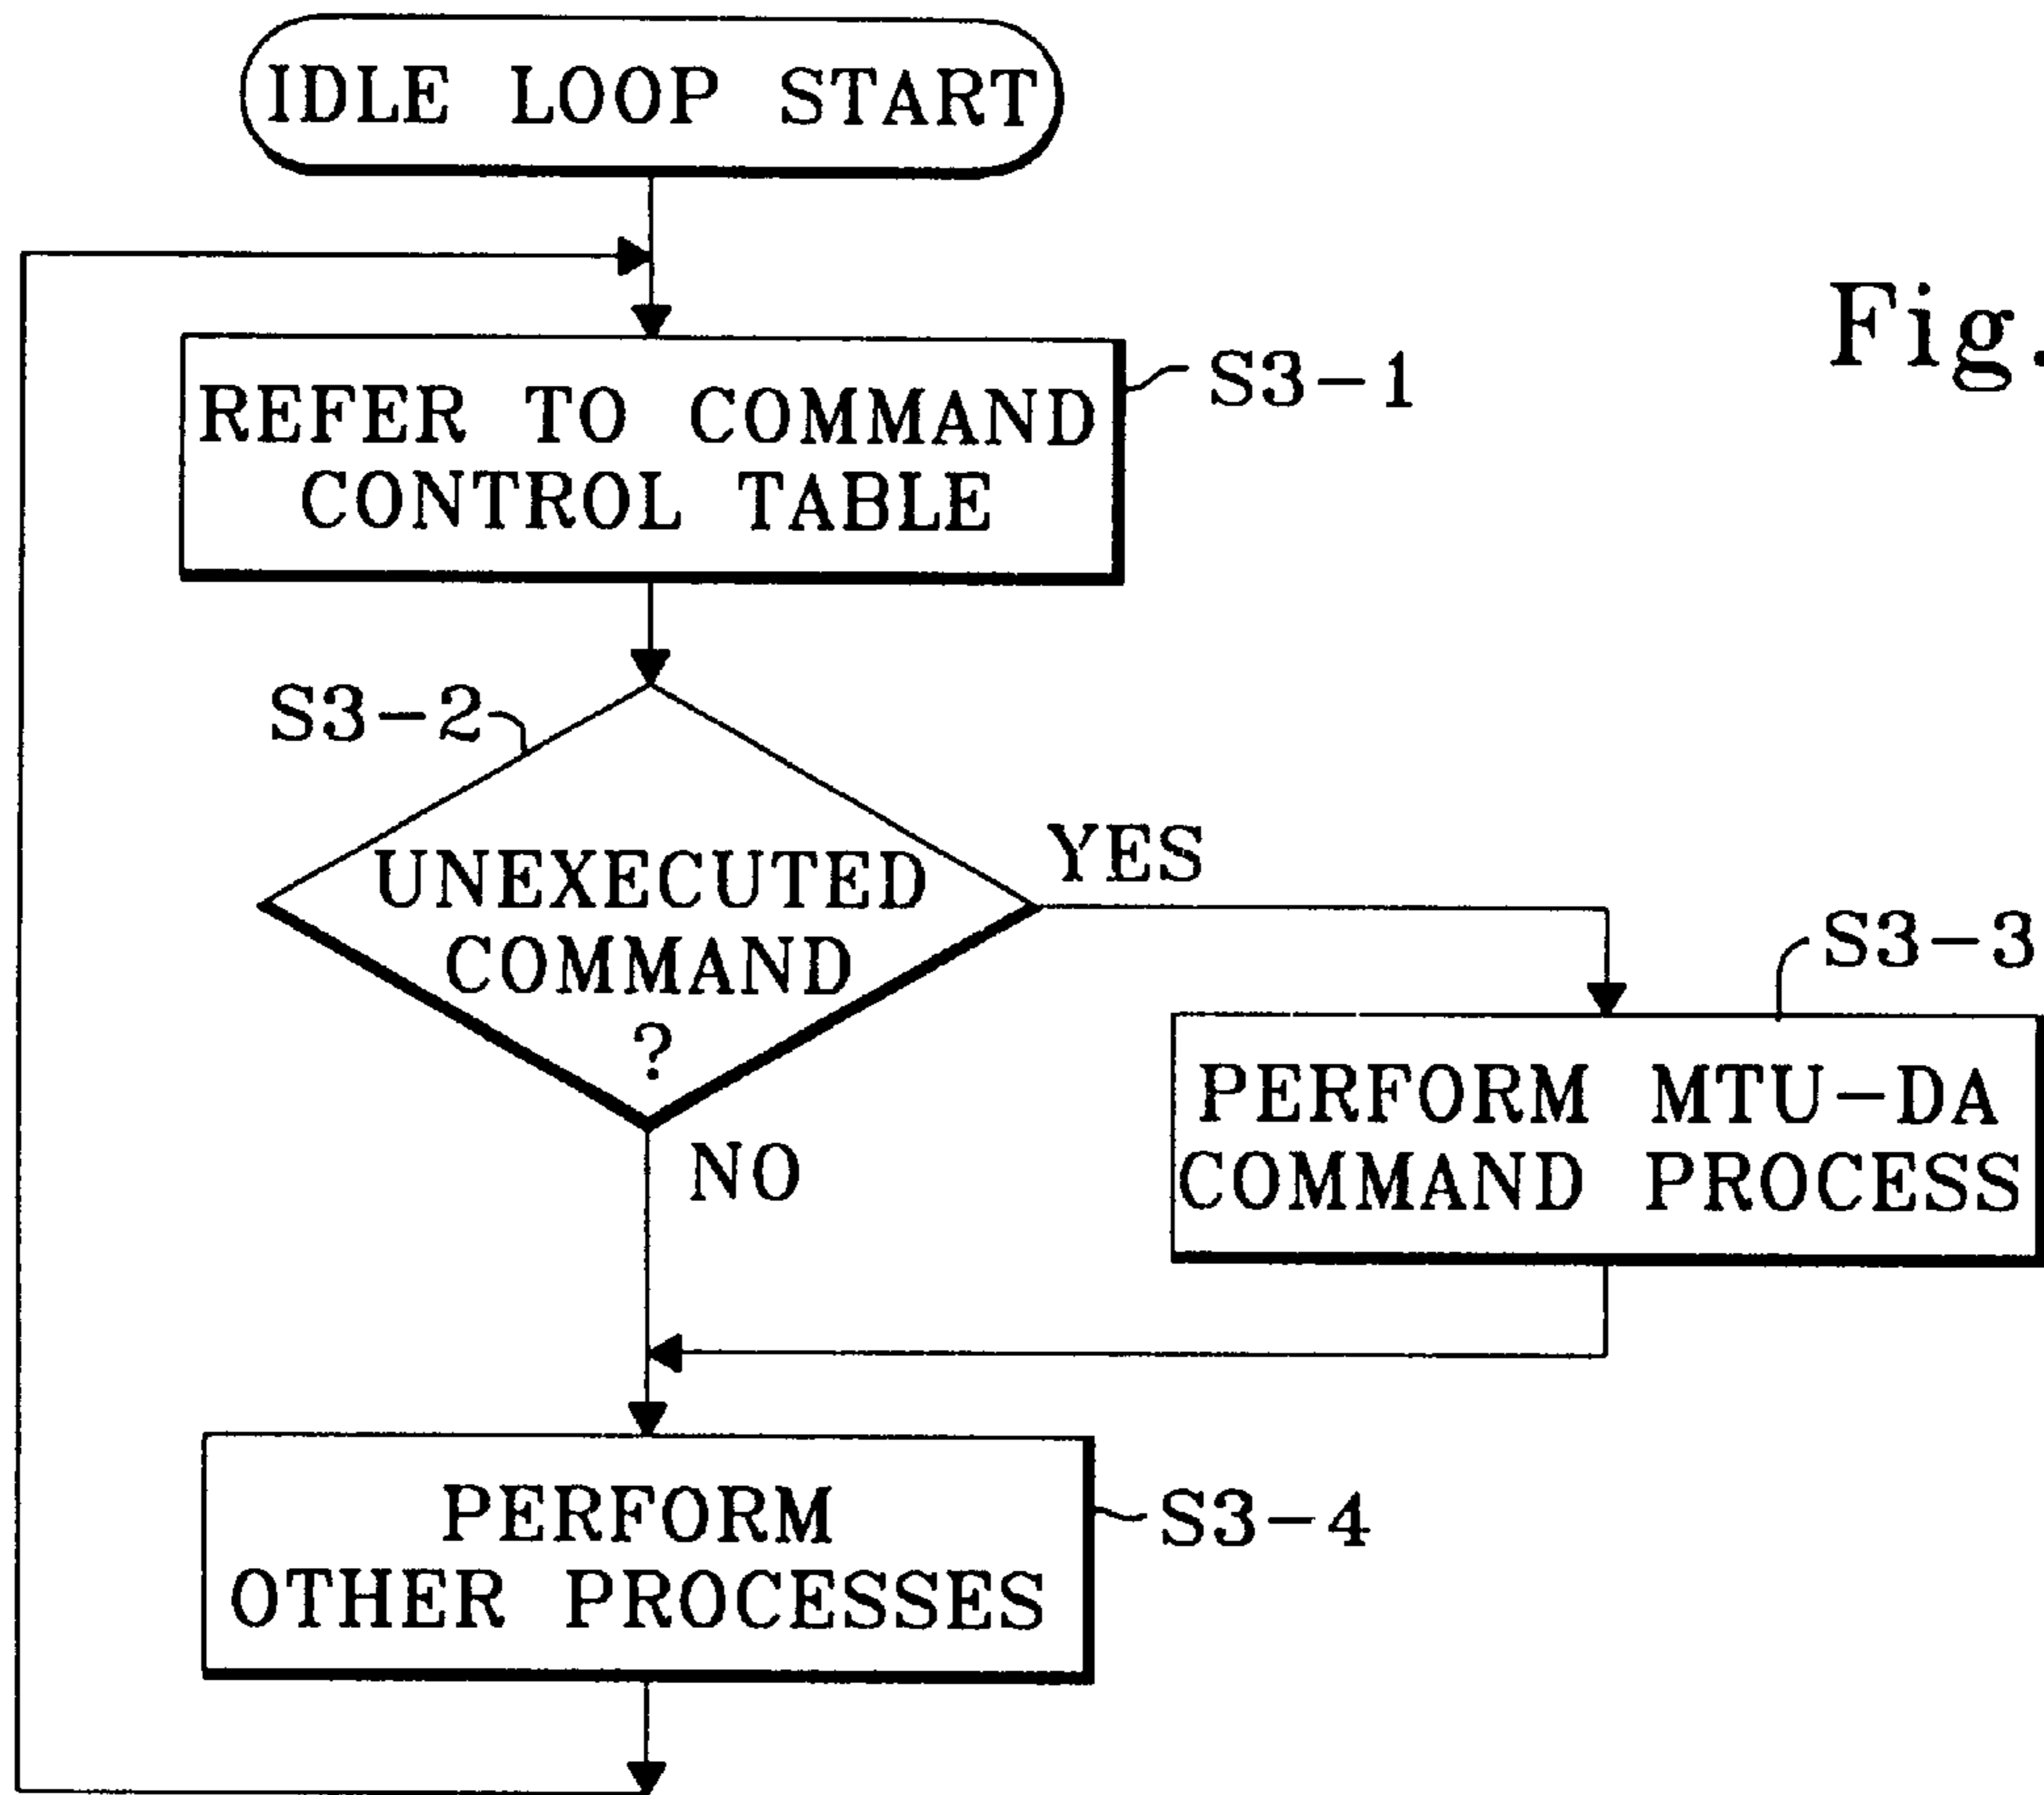 IDLE LOOP START
Fig.
REFER TO COMMAND
CONTROL TABLE
S3-1
S3-2
UNEXECUTED
COMMAND
?
YES
NO
S3-3
PERFORM MTU-DA
COMMAND PROCESS
PERFORM
OTHER PROCESSES
S3-4